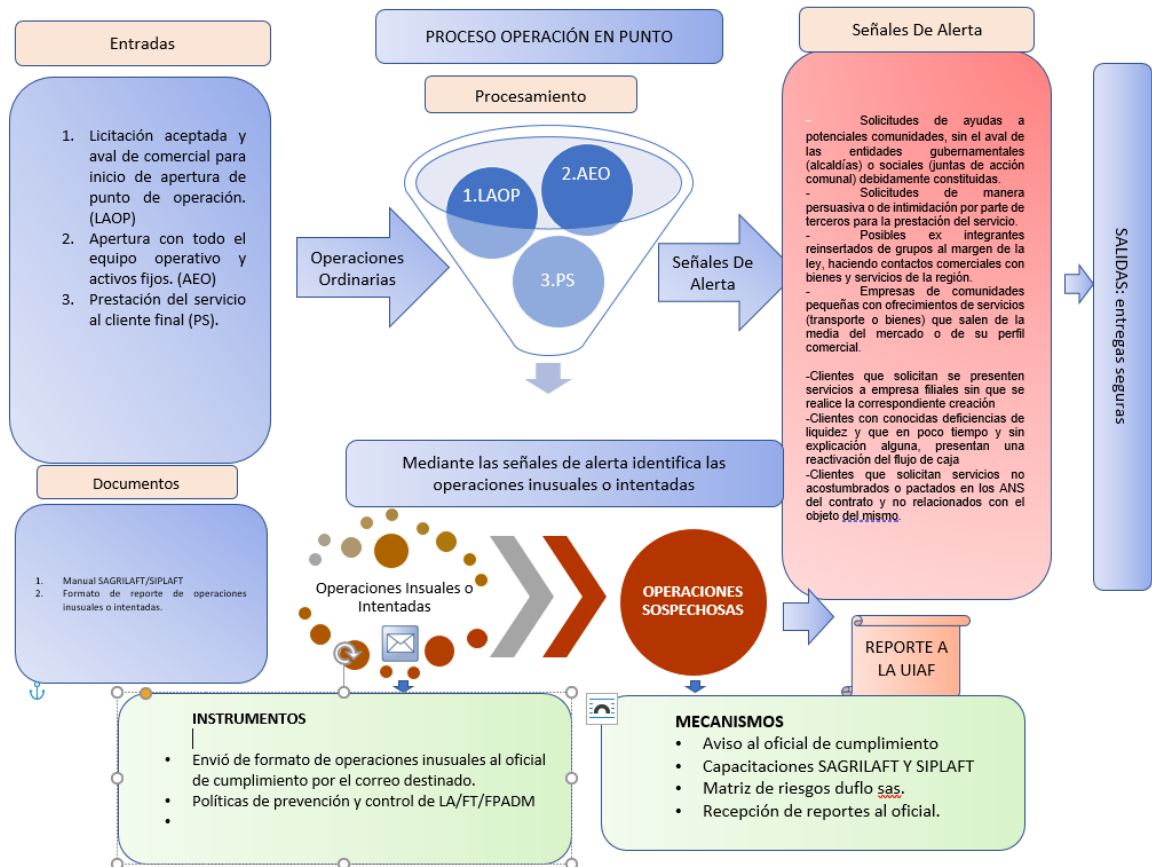 Entradas
1. Licitación aceptada y
aval de comercial para
inicio de apertura de
punto de operación.
(LAOP)
2. Apertura con todo el
equipo operativo y
activos fijos. (AEO)
3. Prestación del servicio
al cliente final (PS).
Documentos
1. Manual SAGRILAFT/SIPLAFT
2. Formato de reporte de operaciones
inusuales o intentadas.
PROCESO OPERACIÓN EN PUNTO
Procesamiento
Operaciones
Ordinarias
1.LAOP
2.AEO
3.PS
Señales De
Alerta
Señales De Alerta
- Solicitudes de ayudas a
potenciales comunidades, sin el aval de
las entidades gubernamentales
(alcaldías) o sociales (juntas de acción
comunal) debidamente constituidas.
- Solicitudes de manera
persuasiva o de intimidación por parte de
terceros para la prestación del servicio.
- Posibles ex integrantes
reinsertados de grupos al margen de la
ley, haciendo contactos comerciales con
bienes y servicios de la región.
- Empresas de comunidades
pequeñas con ofrecimientos de servicios
(transporte o bienes) que salen de la
media del mercado o de su perfil
comercial.
-Clientes que solicitan se presenten
servicios a empresa filiales sin que se
realice la correspondiente creación
-Clientes con conocidas deficiencias de
liquidez y que en poco tiempo y sin
explicación alguna, presentan una
reactivación del flujo de caja
-Clientes que solicitan servicios no
acostumbrados o pactados en los ANS
del contrato y no relacionados con el
objeto del mismo.
SALIDAS: entregas seguras
Mediante las señales de alerta identifica las
operaciones inusuales o intentadas
Operaciones Insuales o
Intentadas
OPERACIONES
SOSPECHOSAS
REPORTE A
LA UIAF
INSTRUMENTOS
• Envió de formato de operaciones inusuales al oficial
de cumplimiento por el correo destinado.
• Políticas de prevención y control de LA/FT/FPADM
•
MECANISMOS
• Aviso al oficial de cumplimiento
• Capacitaciones SAGRILAFT Y SIPLAFT
• Matriz de riesgos duflo sas.
• Recepción de reportes al oficial.